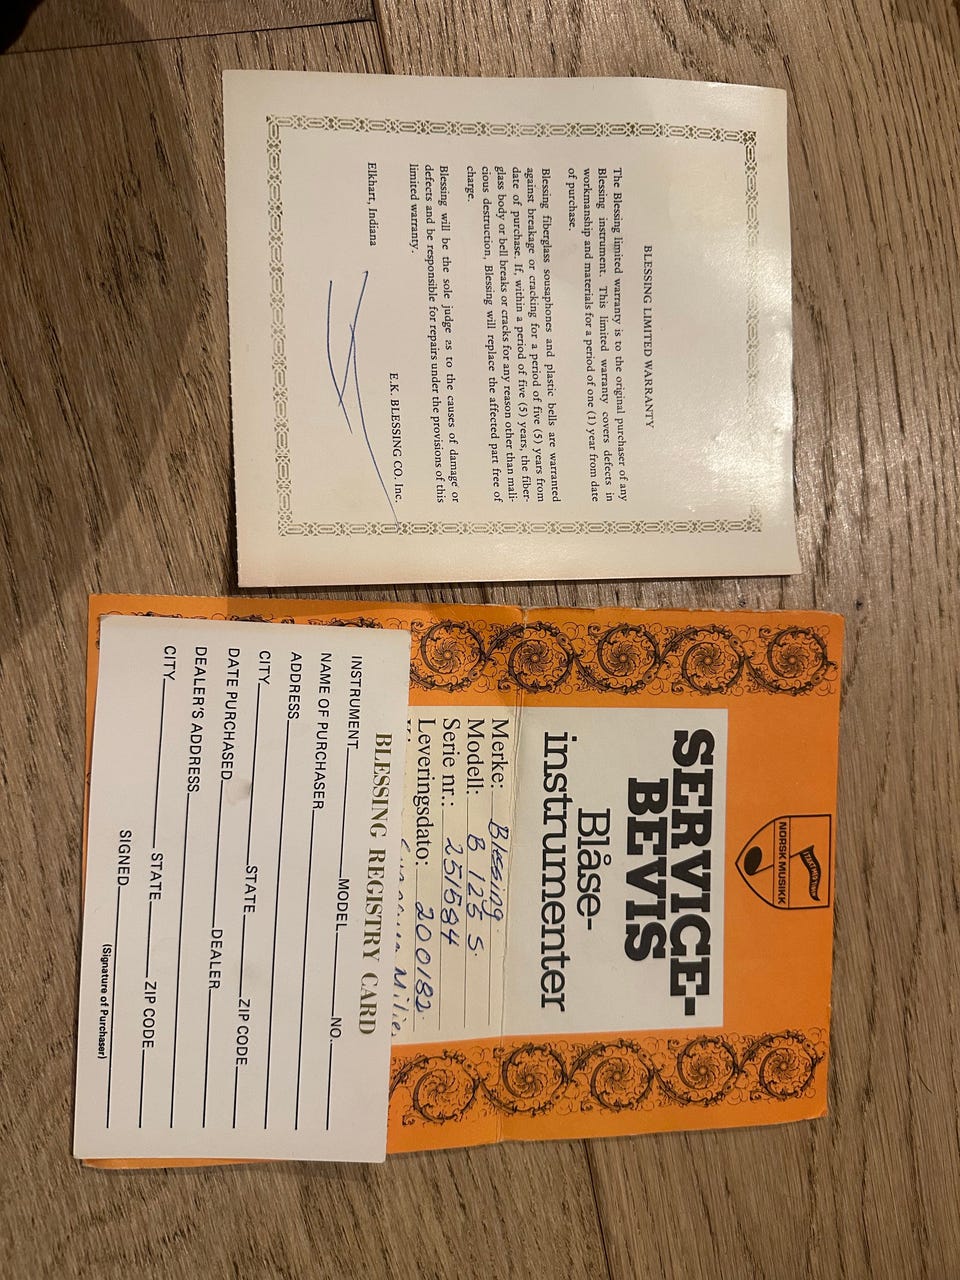 BLESSING LIMITED WARRANTY
The Blessing limited warranty is to the original purchaser of any
Blessing instrument. This limited warranty covers defects in
workmanship and materials for a period of one (1) year from date
of purchase.
Blessing fiberglass sousaphones and plastic bells are warranted
against breakage or cracking for a period of five (5) years from
date of purchase. If, within a period of five (5) years, the fiber-
glass body or bell breaks or cracks for any reason other than mali-
cious destruction, Blessing will replace the affected part free of
charge.
Blessing will be the sole judge as to the causes of damage or
defects and be responsible for repairs under the provisions of this
limited warranty.
E.K. BLESSING CO. Inc.
Elkhart, Indiana
NORSK MUSIKK
SERVICE-
BEVIS
Blåse-
instrumenter
Merke: Blessing.
Modell: B 125 S.
Serie nr.: 251584
Leveringsdato: 200182.
BLESSING REGISTRY CARD
INSTRUMENT MODEL NO.
NAME OF PURCHASER
ADDRESS
CITY STATE ZIP CODE
DATE PURCHASED DEALER
DEALER'S ADDRESS
CITY STATE ZIP CODE
SIGNED
(Signature of Purchaser)